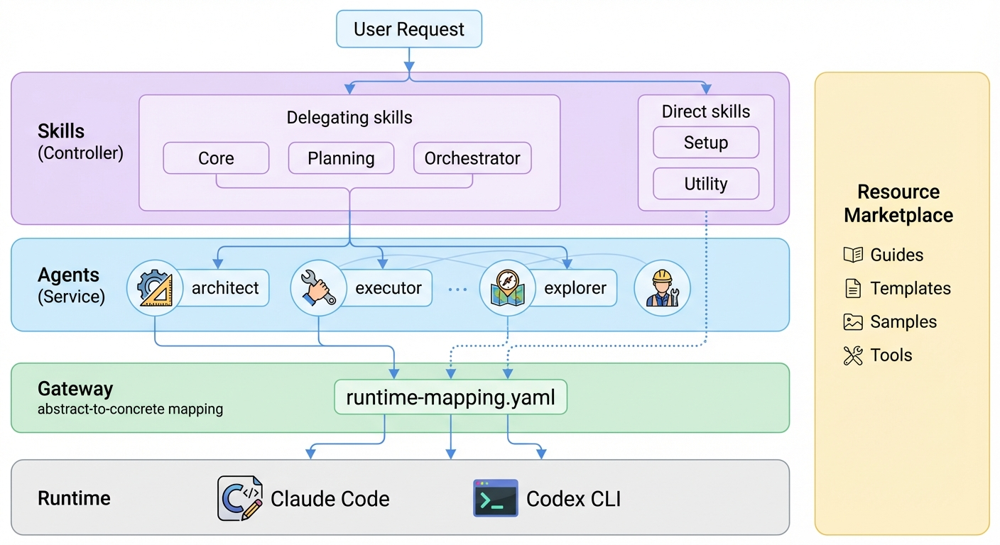 User Request
Skills
(Controller)
Delegating skills
Core
Planning
Orchestrator
Direct skills
Setup
Utility
Agents
(Service)
architect
executor
...
explorer
Gateway
abstract-to-concrete mapping
runtime-mapping.yaml
Runtime
Claude Code
Codex CLI
Resource
Marketplace
Guides
Templates
Samples
Tools